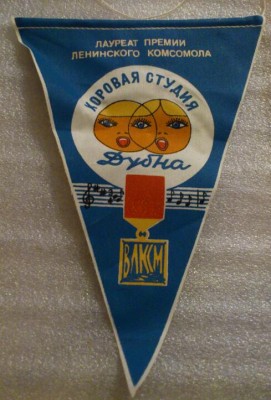 ЛАУРЕАТ ПРЕМИИ
ЛЕНИНСКОГО КОМСОМОЛА
ХОРОВАЯ СТУДИЯ
Дубна
ВЛКСМ